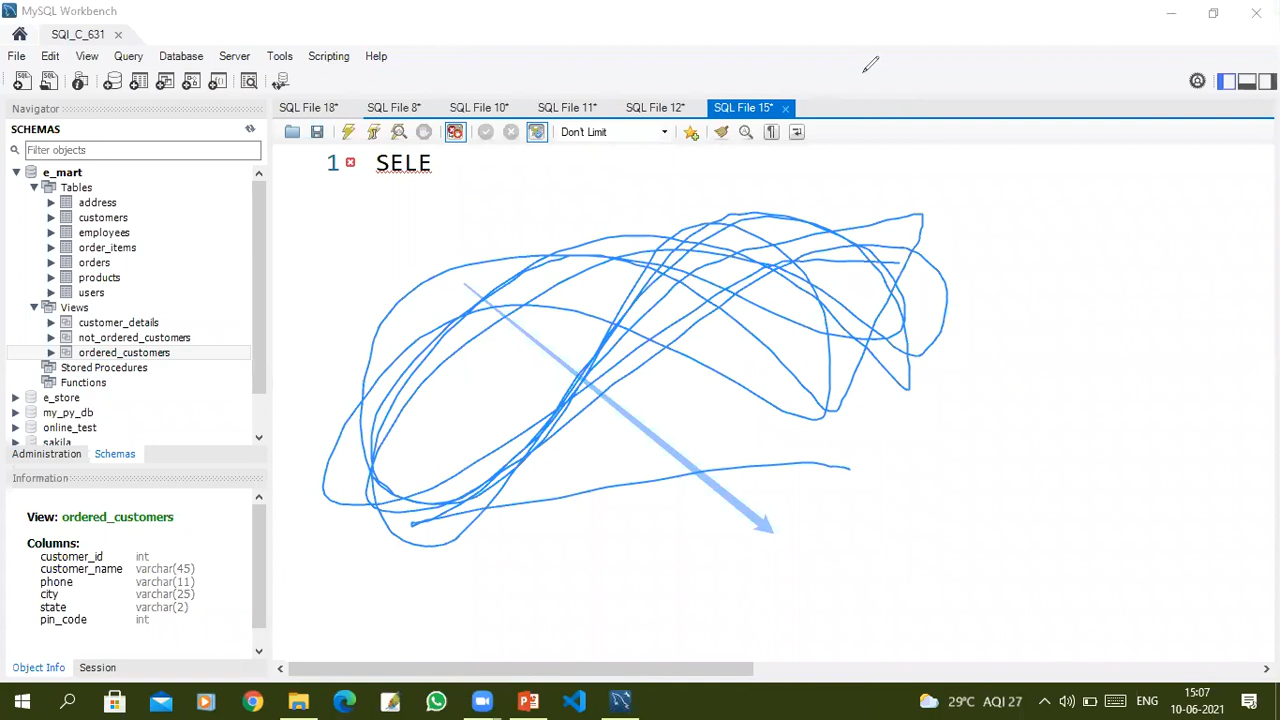 MySQL Workbench
SQl_C_631
File Edit View Query Database Server Tools Scripting Help
Navigator
SCHEMAS
Filter objects
e_mart
Tables
address
customers
employees
order_items
orders
products
users
Views
customer_details
not_ordered_customers
ordered_customers
Stored Procedures
Functions
e_store
my_py_db
online_test
sakila
Administration Schemas
Information
View: ordered_customers
Columns:
customer_id int
customer_name varchar(45)
phone varchar(11)
city varchar(25)
state varchar(2)
pin_code int
Object Info Session
SQL File 18* SQL File 8* SQL File 10* SQL File 11* SQL File 12* SQL File 15*
Don't Limit
1 SELE
29°C AQI 27 ENG 15:07
10-06-2021